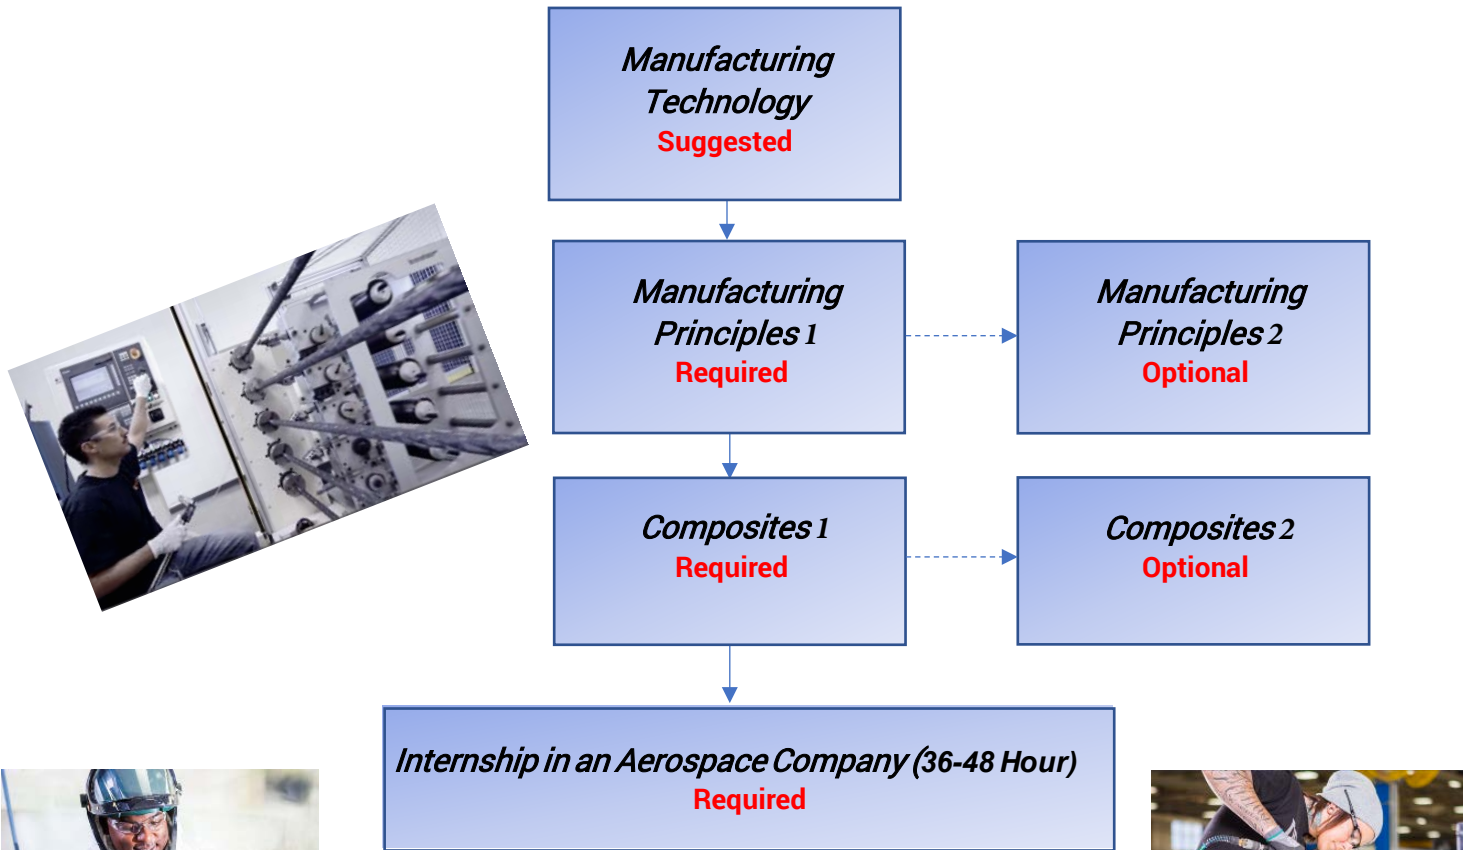 Manufacturing
Technology
Suggested
Manufacturing
Principles 1
Required
Manufacturing
Principles 2
Optional
Composites 1
Required
Composites 2
Optional
Internship in an Aerospace Company (36-48 Hour)
Required